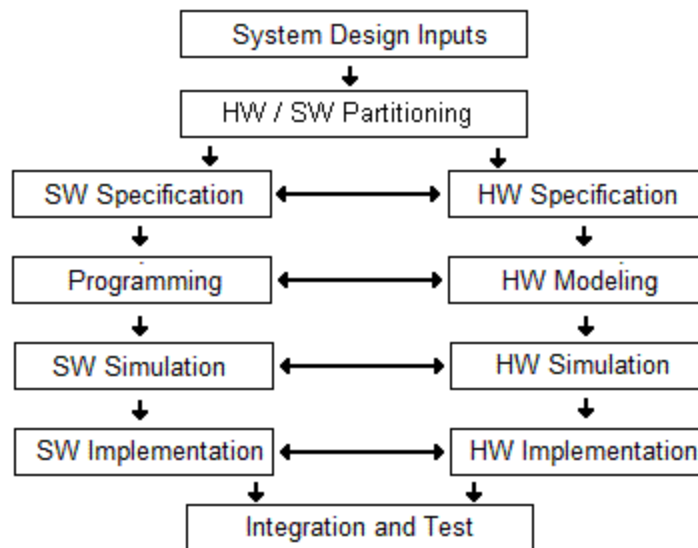 System Design Inputs
HW / SW Partitioning
SW Specification
HW Specification
Programming
HW Modeling
SW Simulation
HW Simulation
SW Implementation
HW Implementation
Integration and Test